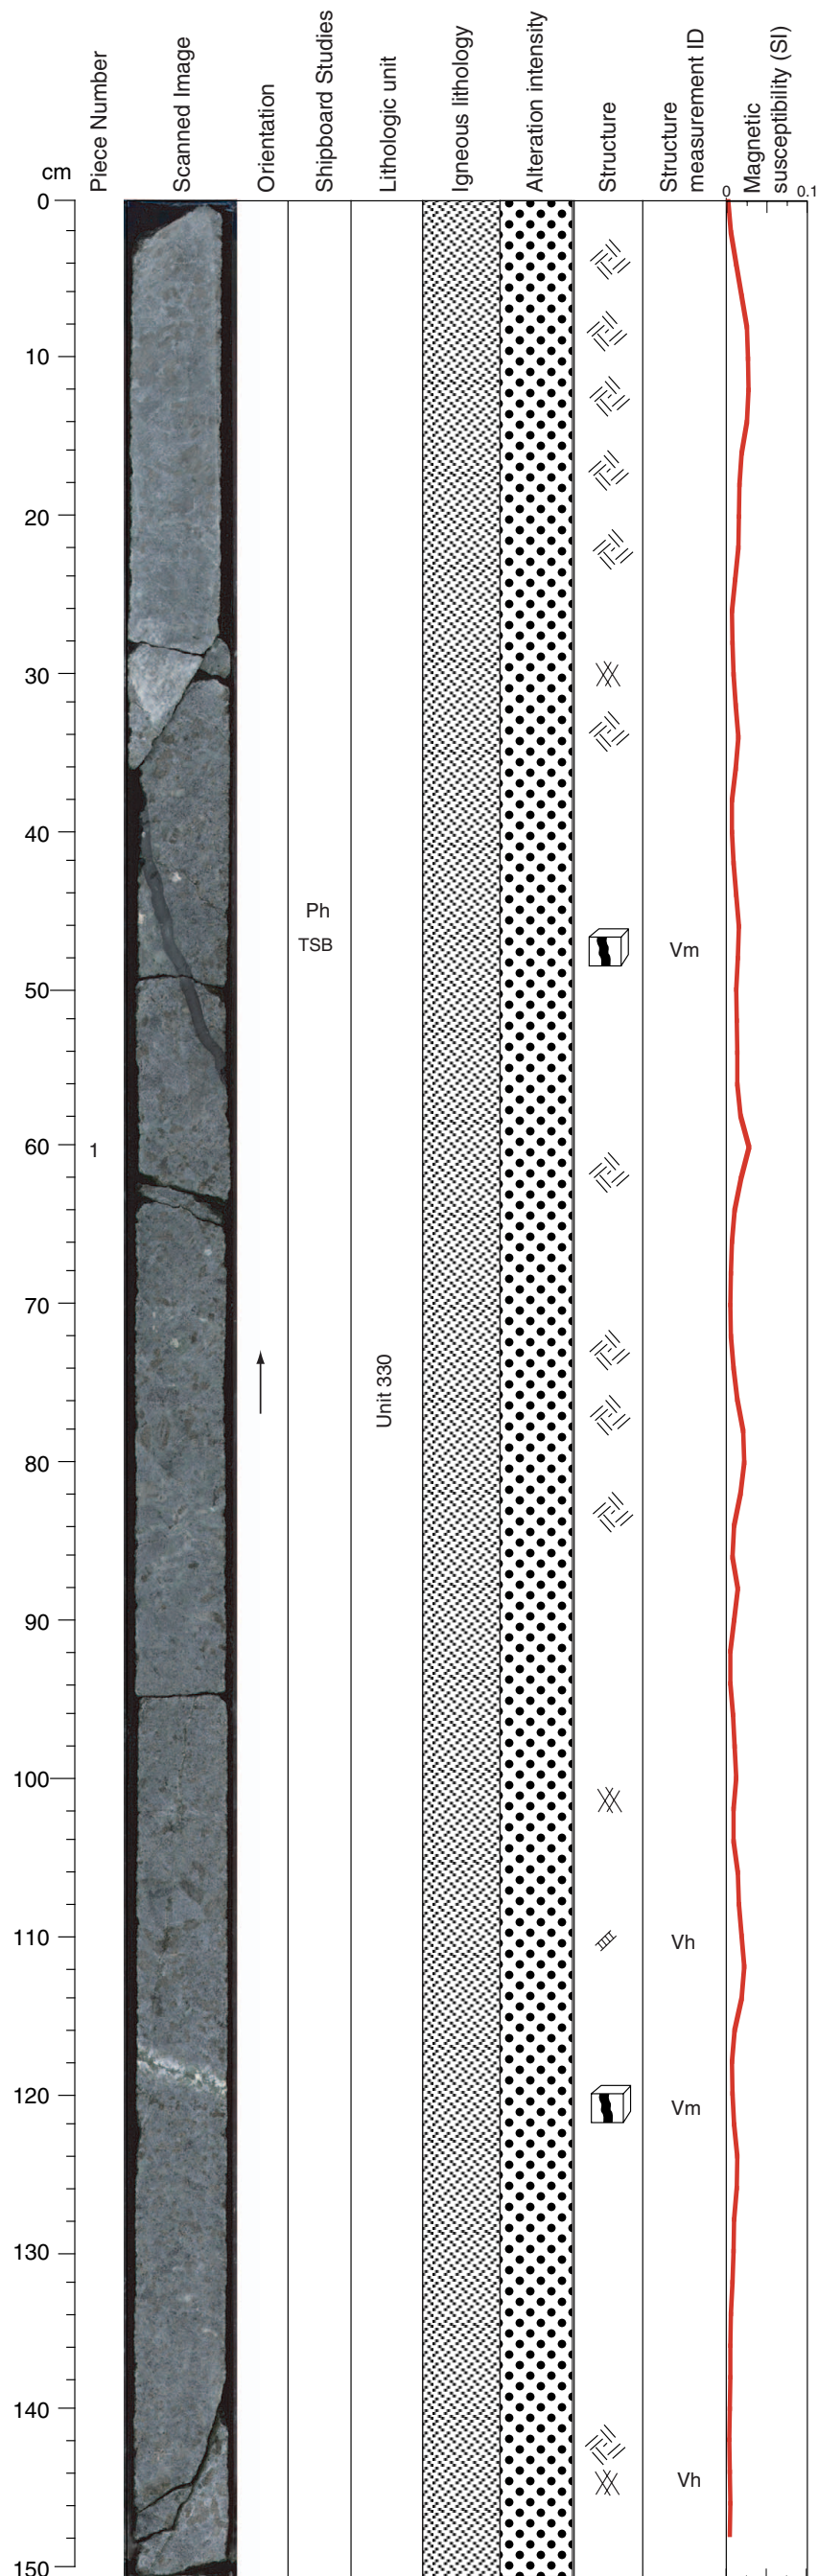 cm
Piece Number
Scanned Image
Orientation
Shipboard Studies
Lithologic unit
Igneous lithology
Alteration intensity
Structure
Structure
measurement ID
Magnetic
susceptibility (SI)
0 0.1
0
10
20
30
40
Ph
TSB Vm
50
60 1
70
Unit 330
80
90
100
110 Vh
120 Vm
130
140
Vh
150